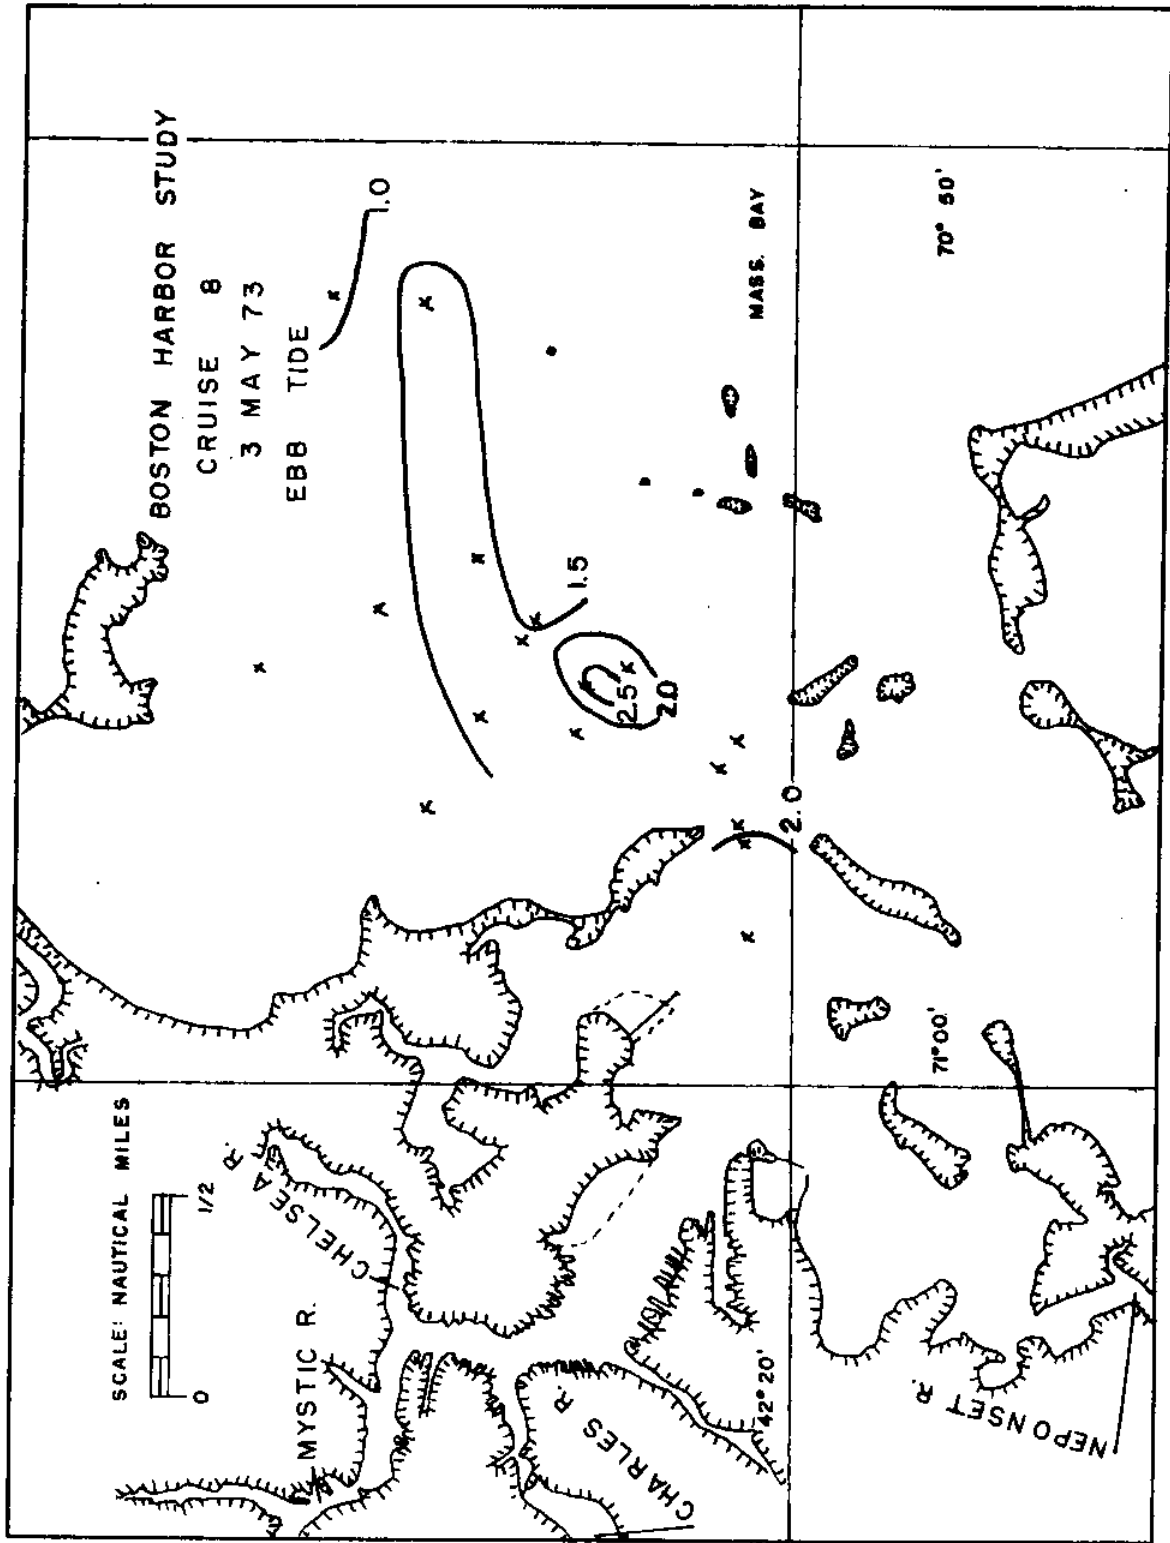 BOSTON HARBOR STUDY
CRUISE 8
3 MAY 73
EBB TIDE
SCALE: NAUTICAL MILES
0 1/2
MYSTIC R.
CHELSEA R.
CHARLES R.
NEPONSET R.
42° 20'
71° 00'
70° 50'
MASS. BAY
1.0
1.5
2.5
2.0
2.0